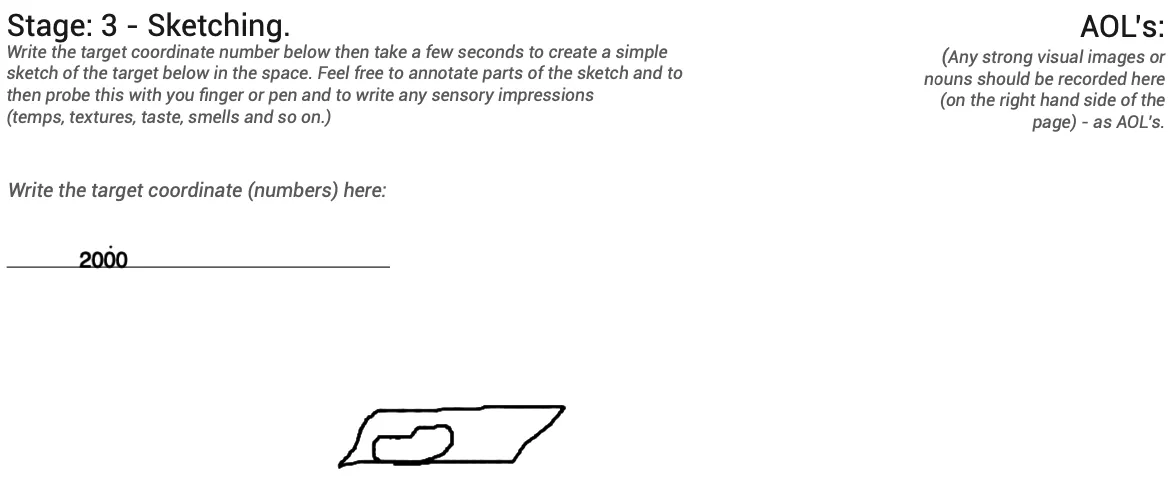 Stage: 3 - Sketching.
Write the target coordinate number below then take a few seconds to create a simple
sketch of the target below in the space. Feel free to annotate parts of the sketch and to
then probe this with you finger or pen and to write any sensory impressions
(temps, textures, taste, smells and so on.)
AOL's:
(Any strong visual images or
nouns should be recorded here
(on the right hand side of the
page) - as AOL's.
Write the target coordinate (numbers) here:
2000